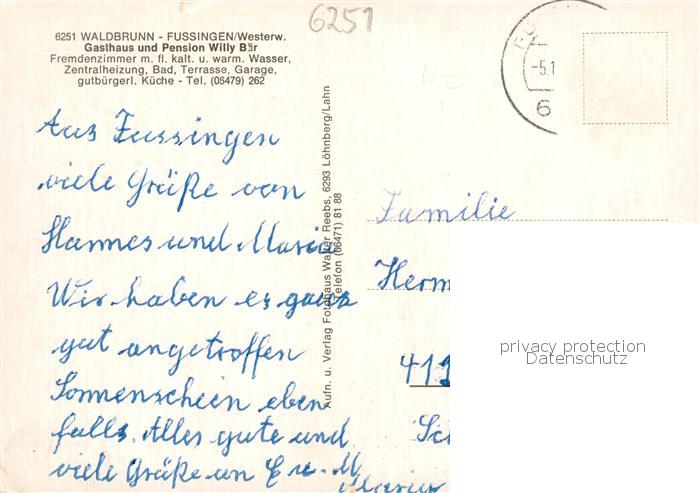 6251
6251 WALDBRUNN - FUSSINGEN/Westerw.
Gasthaus und Pension Willy Bär
Fremdenzimmer m. fl. kalt. u. warm. Wasser,
Zentralheizung, Bad, Terrasse, Garage,
gutbürgerl. Küche - Tel. (06479) 262
Aus Fussingen
viele Grüße von
Hannes und Maria
Wir haben es ganz
gut angetroffen
Sonnenschein eben
falls. Alles gute und
viele Grüße an E u. M
Aufn. u. Verlag Fotohaus Walter Reebs, 6293 Löhnberg/Lahn
Telefon (06471) 81 88
-5.1
6
Familie
Herm
411
privacy protection
Datenschutz